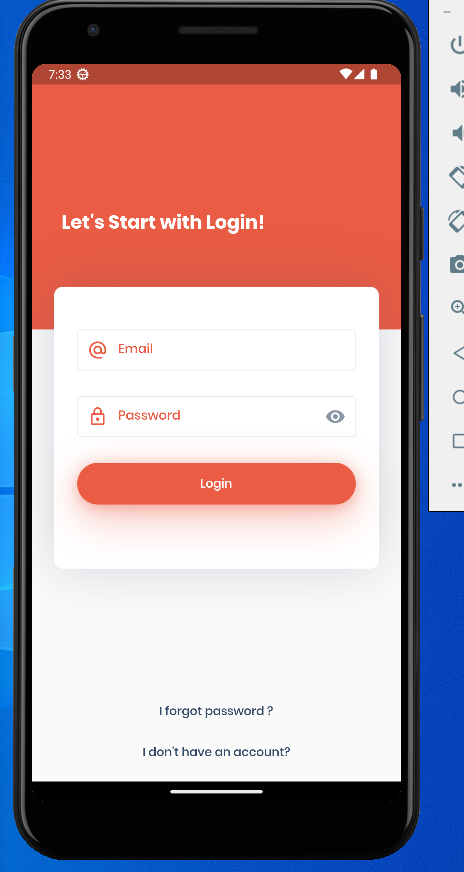 7:33
Let's Start with Login!
Email
Password
Login
I forgot password ?
I don't have an account?